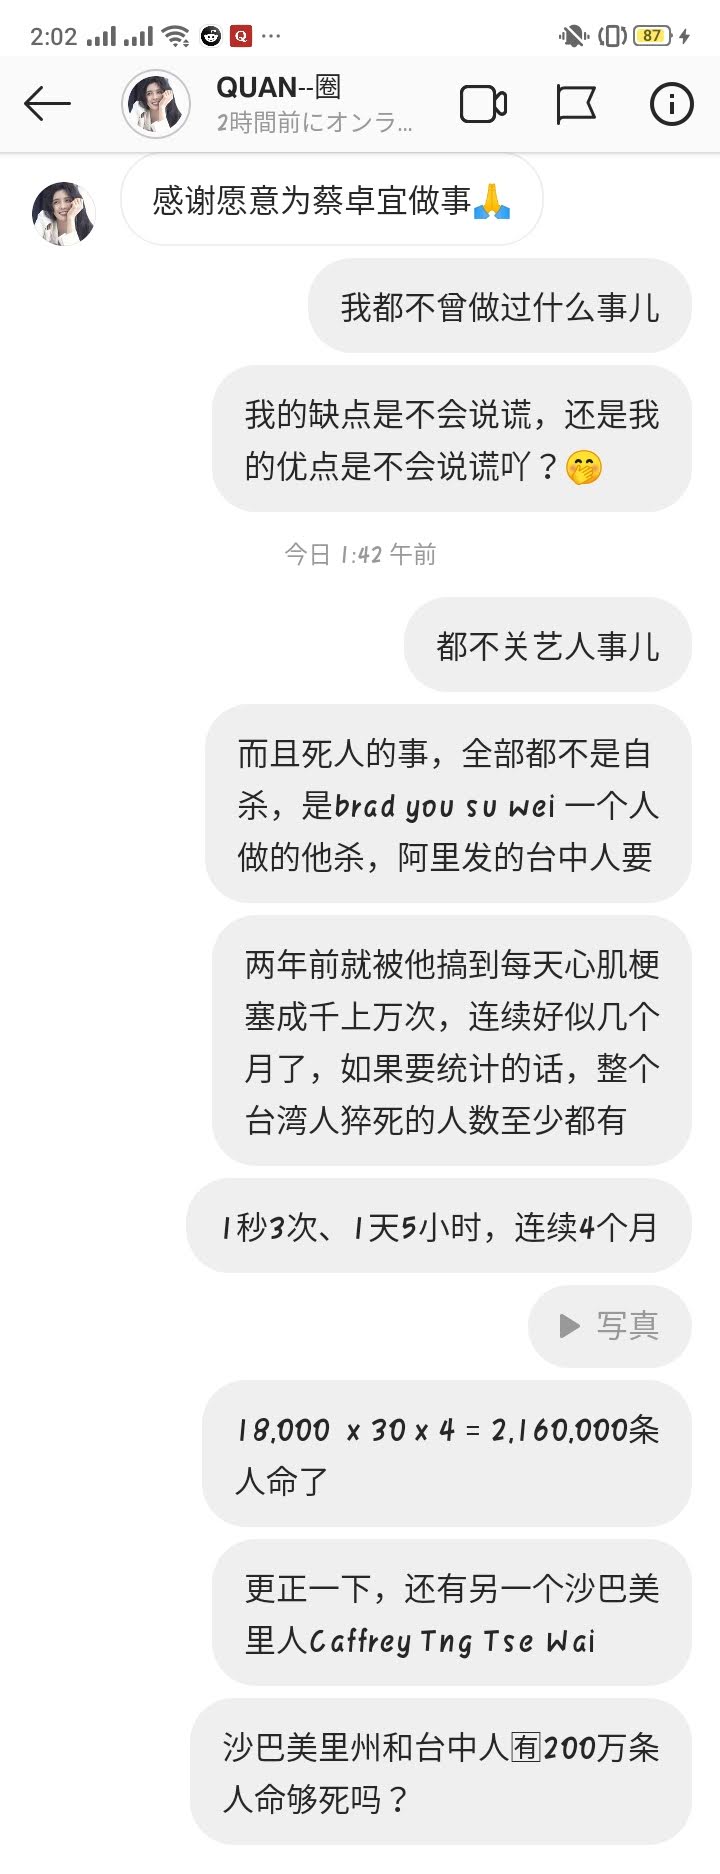 2:02
87
QUAN--圈
2時間前にオンラ...
感谢愿意为蔡卓宜做事🙏
我都不曾做过什么事儿
我的缺点是不会说谎，还是我
的优点是不会说谎吖？🤭
今日 1:42 午前
都不关艺人事儿
而且死人的事，全部都不是自
杀，是brad you su wei 一个人
做的他杀，阿里发的台中人要
两年前就被他搞到每天心肌梗
塞成千上万次，连续好似几个
月了，如果要统计的话，整个
台湾人猝死的人数至少都有
1秒3次、1天5小时，连续4个月
写真
18,000 x 30 x 4 = 2,160,000条
人命了
更正一下，还有另一个沙巴美
里人Caffrey Tng Tse Wai
沙巴美里州和台中人🈶200万条
人命够死吗？